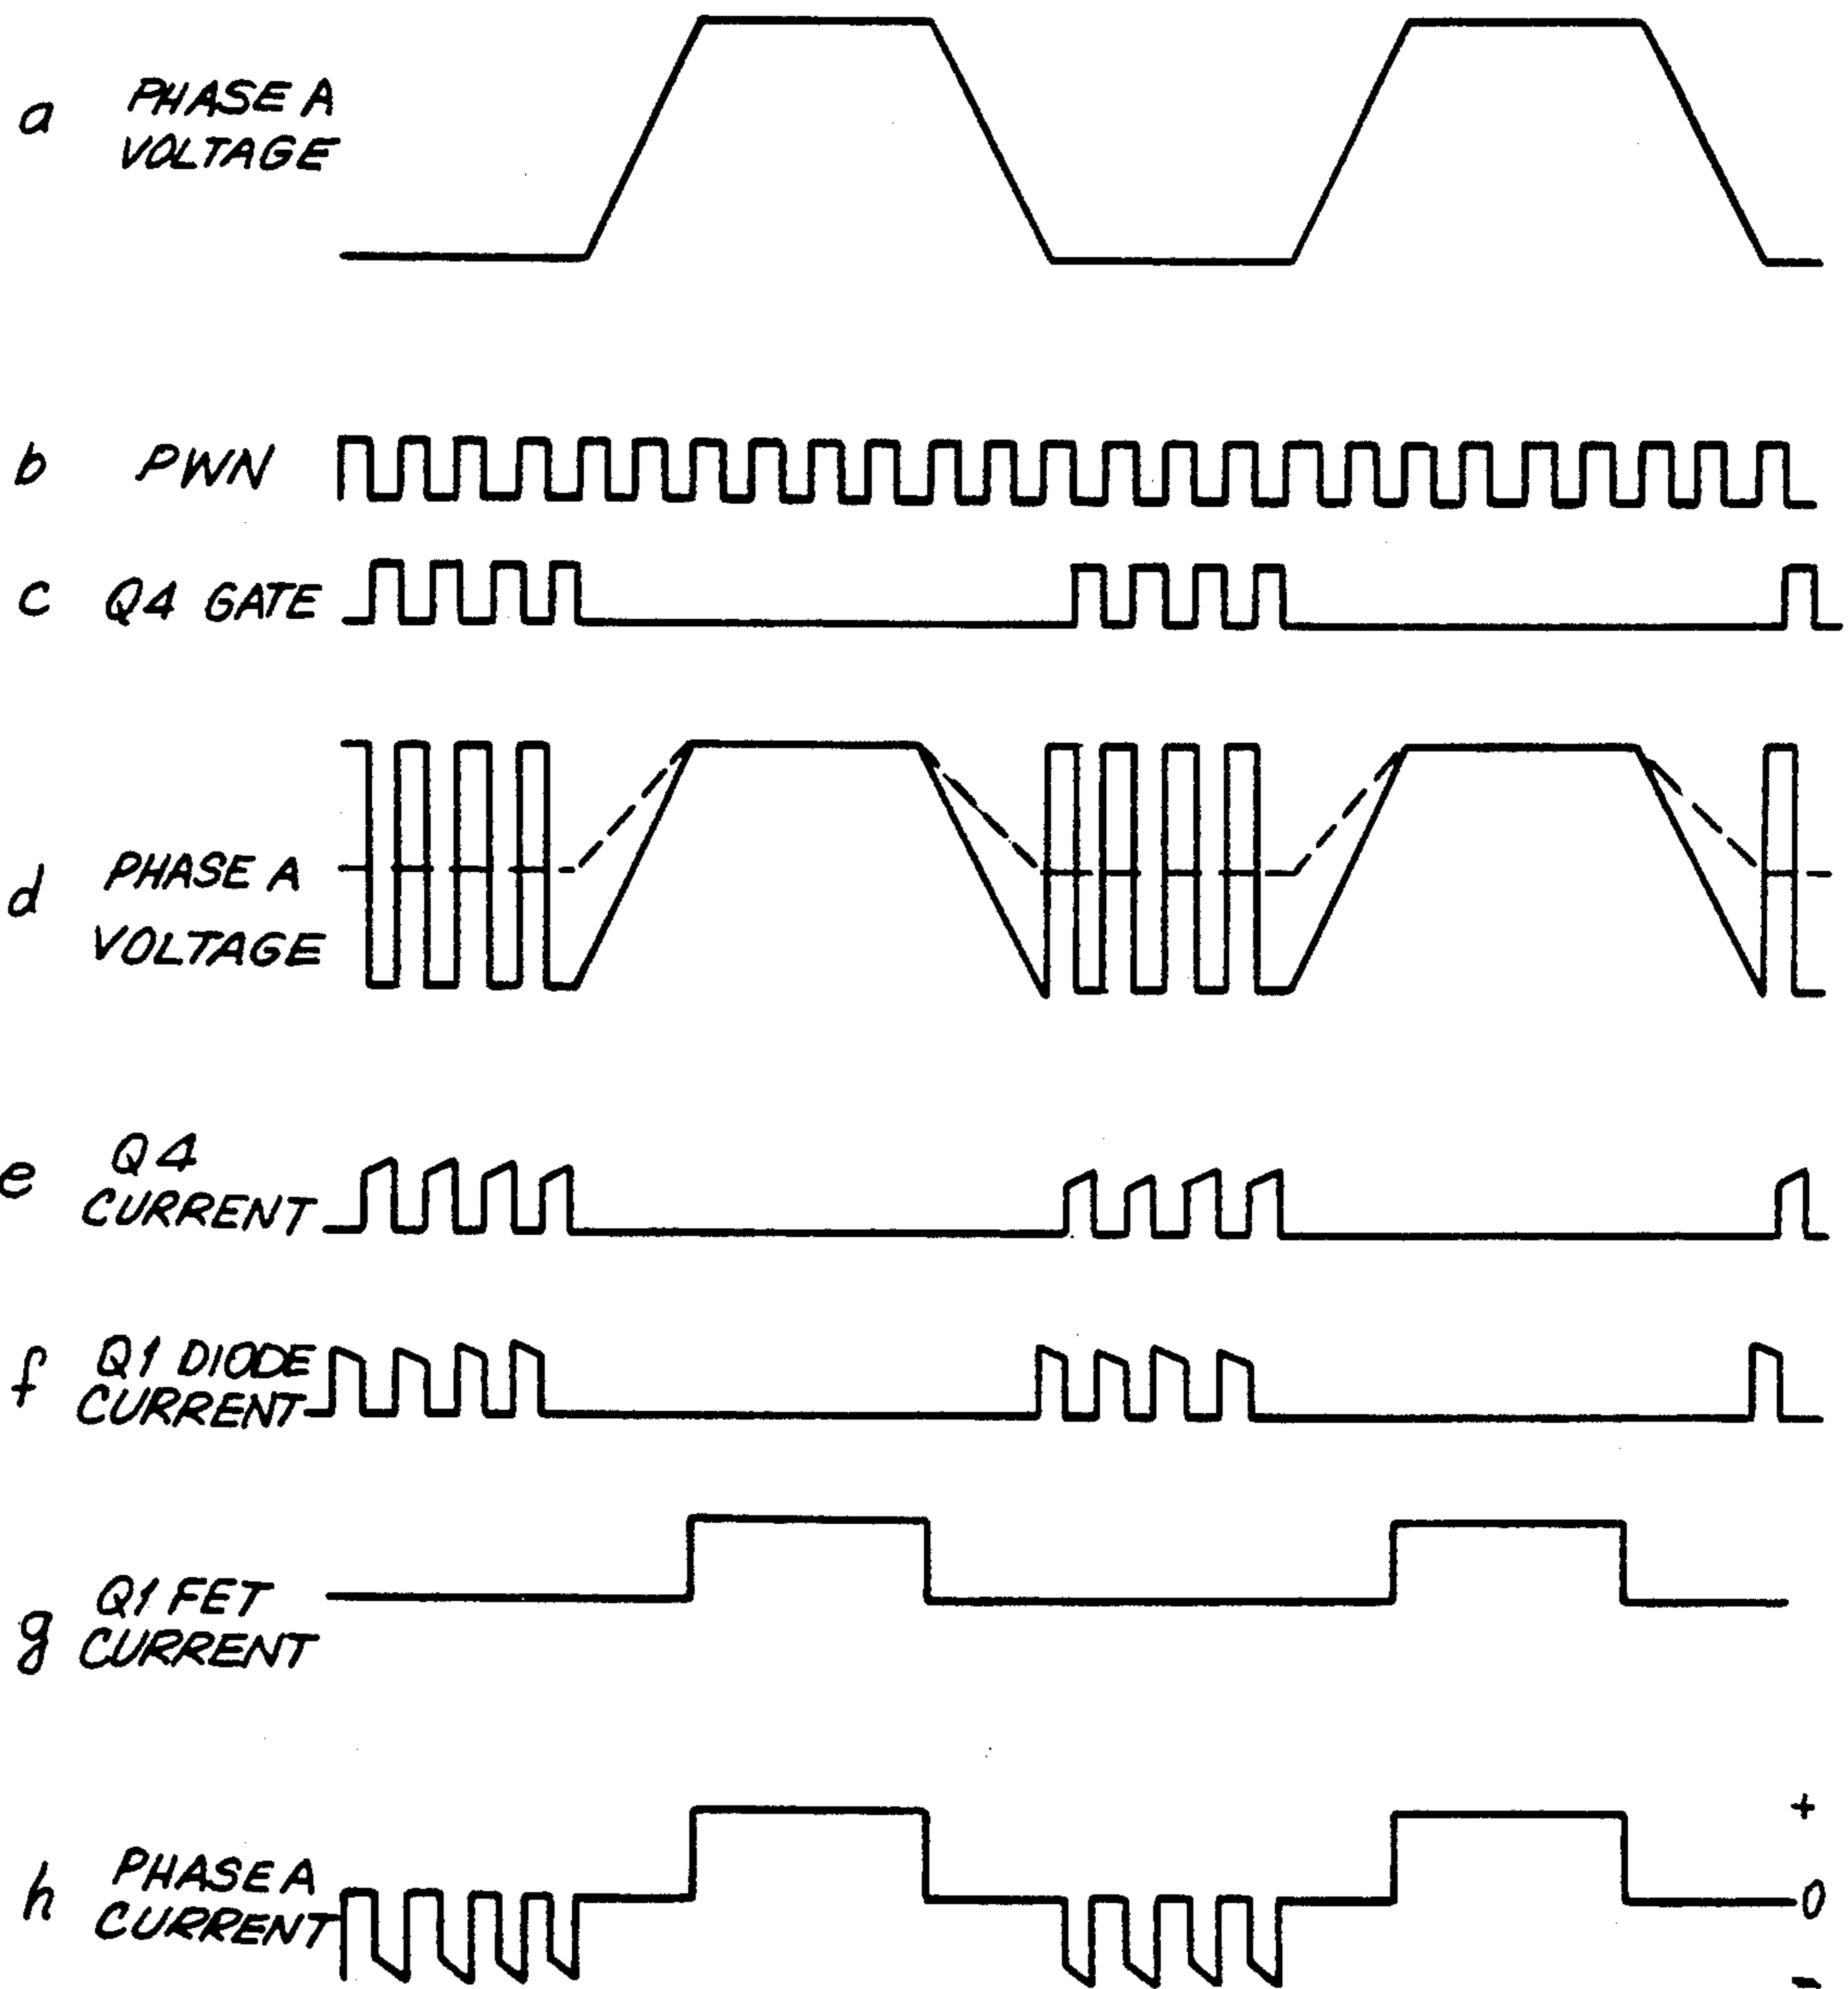 a PHASE A
VOLTAGE
b PWN
c Q4 GATE
d PHASE A
VOLTAGE
e Q4
CURRENT
f Q1 DIODE
CURRENT
g Q1 FET
CURRENT
+
h PHASE A
CURRENT
0
-